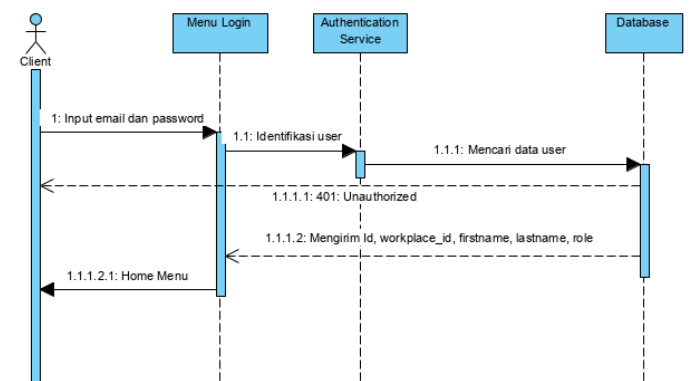 Client
Menu Login
Authentication
Service
Database
1: Input email dan password
1.1: Identifikasi user
1.1.1: Mencari data user
1.1.1.1: 401: Unauthorized
1.1.1.2: Mengirim Id, workplace_id, firstname, lastname, role
1.1.1.2.1: Home Menu